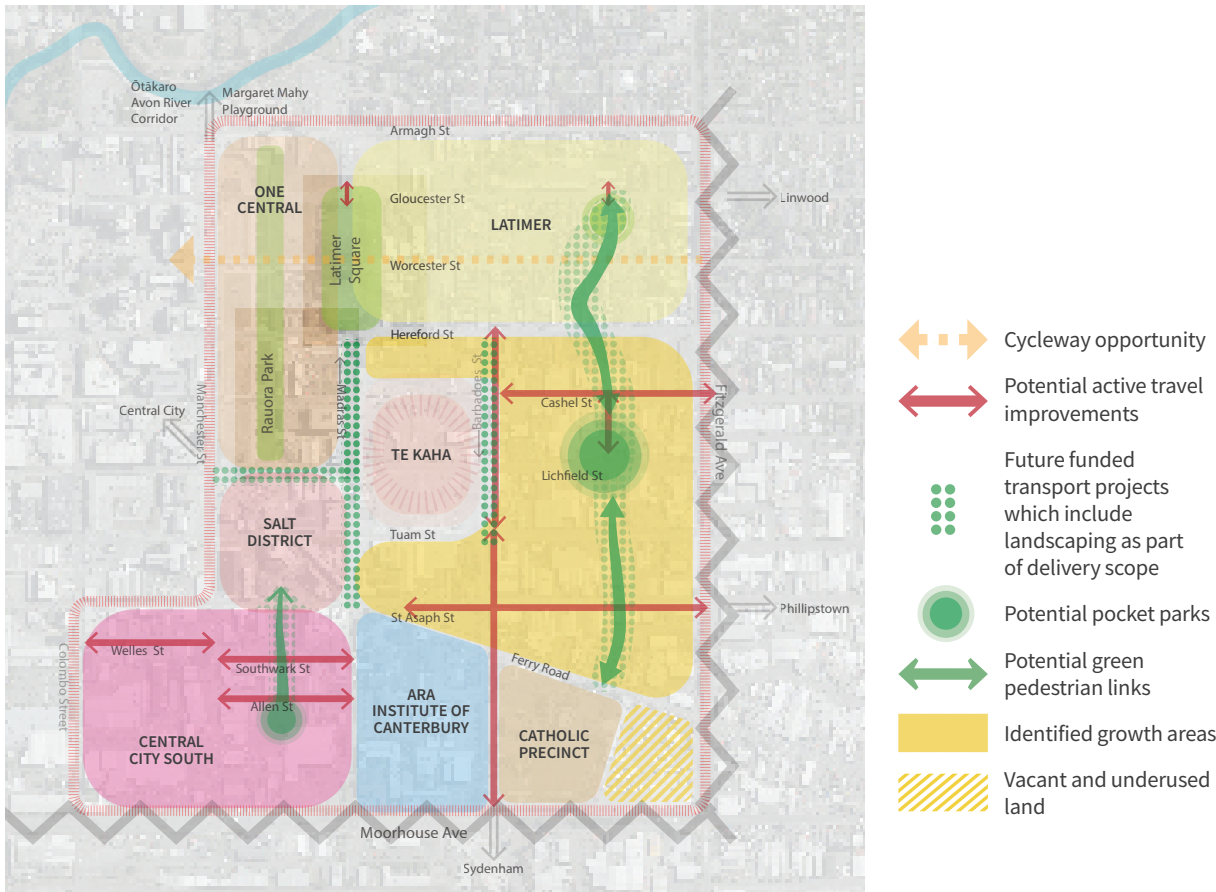 Ōtākaro
Avon River
Corridor
Margaret Mahy
Playground
Armagh St
ONE
CENTRAL
Gloucester St
LATIMER
Linwood
Latimer
Square
Worcester St
Hereford St
Rauora Park
Madras St
Barbadoes St
Manchester St
Central City
Cashel St
Fitzgerald Ave
TE KAHA
Lichfield St
SALT
DISTRICT
Tuam St
St Asaph St
Phillipstown
Colombo Street
Welles St
Southwark St
Allen St
Ferry Road
CENTRAL
CITY SOUTH
ARA
INSTITUTE OF
CANTERBURY
CATHOLIC
PRECINCT
Moorhouse Ave
Sydenham
Cycleway opportunity
Potential active travel
improvements
Future funded
transport projects
which include
landscaping as part
of delivery scope
Potential pocket parks
Potential green
pedestrian links
Identified growth areas
Vacant and underused
land